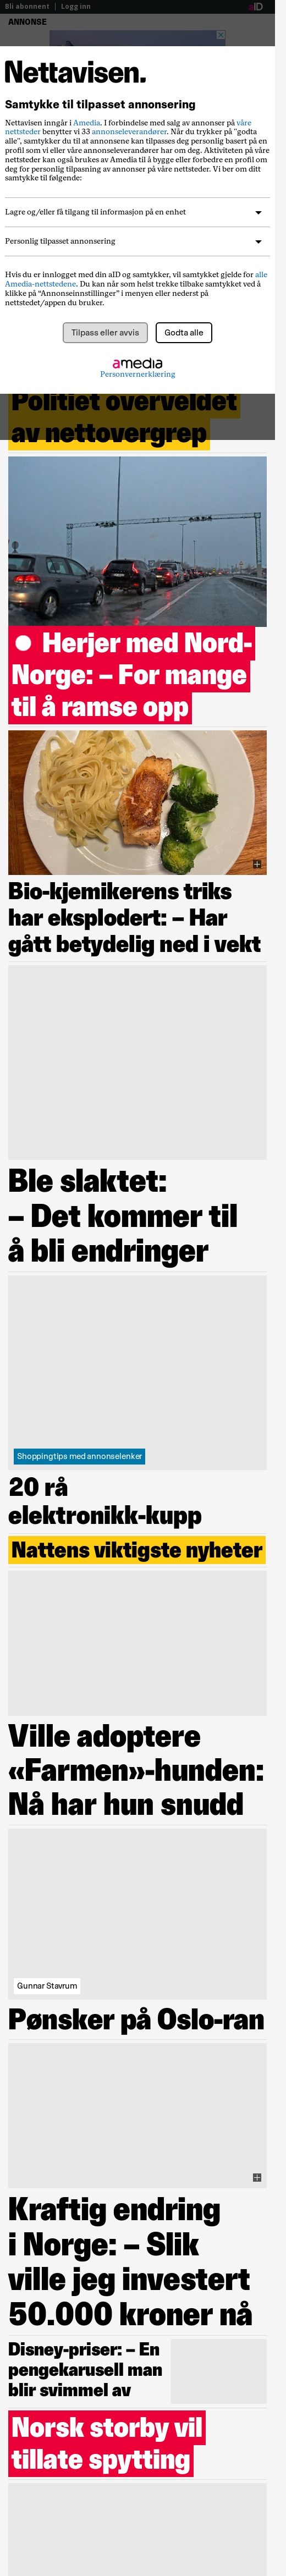 Bli abonnent | Logg inn
aID
ANNONSE
Nettavisen.
Samtykke til tilpasset annonsering
Nettavisen inngår i Amedia. I forbindelse med salg av annonser på våre
nettsteder benytter vi 33 annonseleverandører. Når du trykker på "godta
alle", samtykker du til at annonsene kan tilpasses deg personlig basert på en
profil som vi eller våre annonseleverandører har om deg. Aktiviteten på våre
nettsteder kan også brukes av Amedia til å bygge eller forbedre en profil om
deg for personlig tilpasning av annonser på våre nettsteder. Vi ber om ditt
samtykke til følgende:
Lagre og/eller få tilgang til informasjon på en enhet
Personlig tilpasset annonsering
Hvis du er innlogget med din aID og samtykker, vil samtykket gjelde for alle
Amedia-nettstedene. Du kan når som helst trekke tilbake samtykket ved å
klikke på “Annonseinnstillinger” i menyen eller nederst på
nettstedet/appen du bruker.
Tilpass eller avvis
Godta alle
amedia
Personvernerklæring
Politiet overveldet
av nettovergrep
Herjer med Nord-
Norge: – For mange
til å ramse opp
Bio-kjemikerens triks
har eksplodert: – Har
gått betydelig ned i vekt
Ble slaktet:
– Det kommer til
å bli endringer
Shoppingtips med annonselenker
20 rå
elektronikk-kupp
Nattens viktigste nyheter
Ville adoptere
«Farmen»-hunden:
Nå har hun snudd
Gunnar Stavrum
Pønsker på Oslo-ran
Kraftig endring
i Norge: – Slik
ville jeg investert
50.000 kroner nå
Disney-priser: – En
pengekarusell man
blir svimmel av
Norsk storby vil
tillate spytting